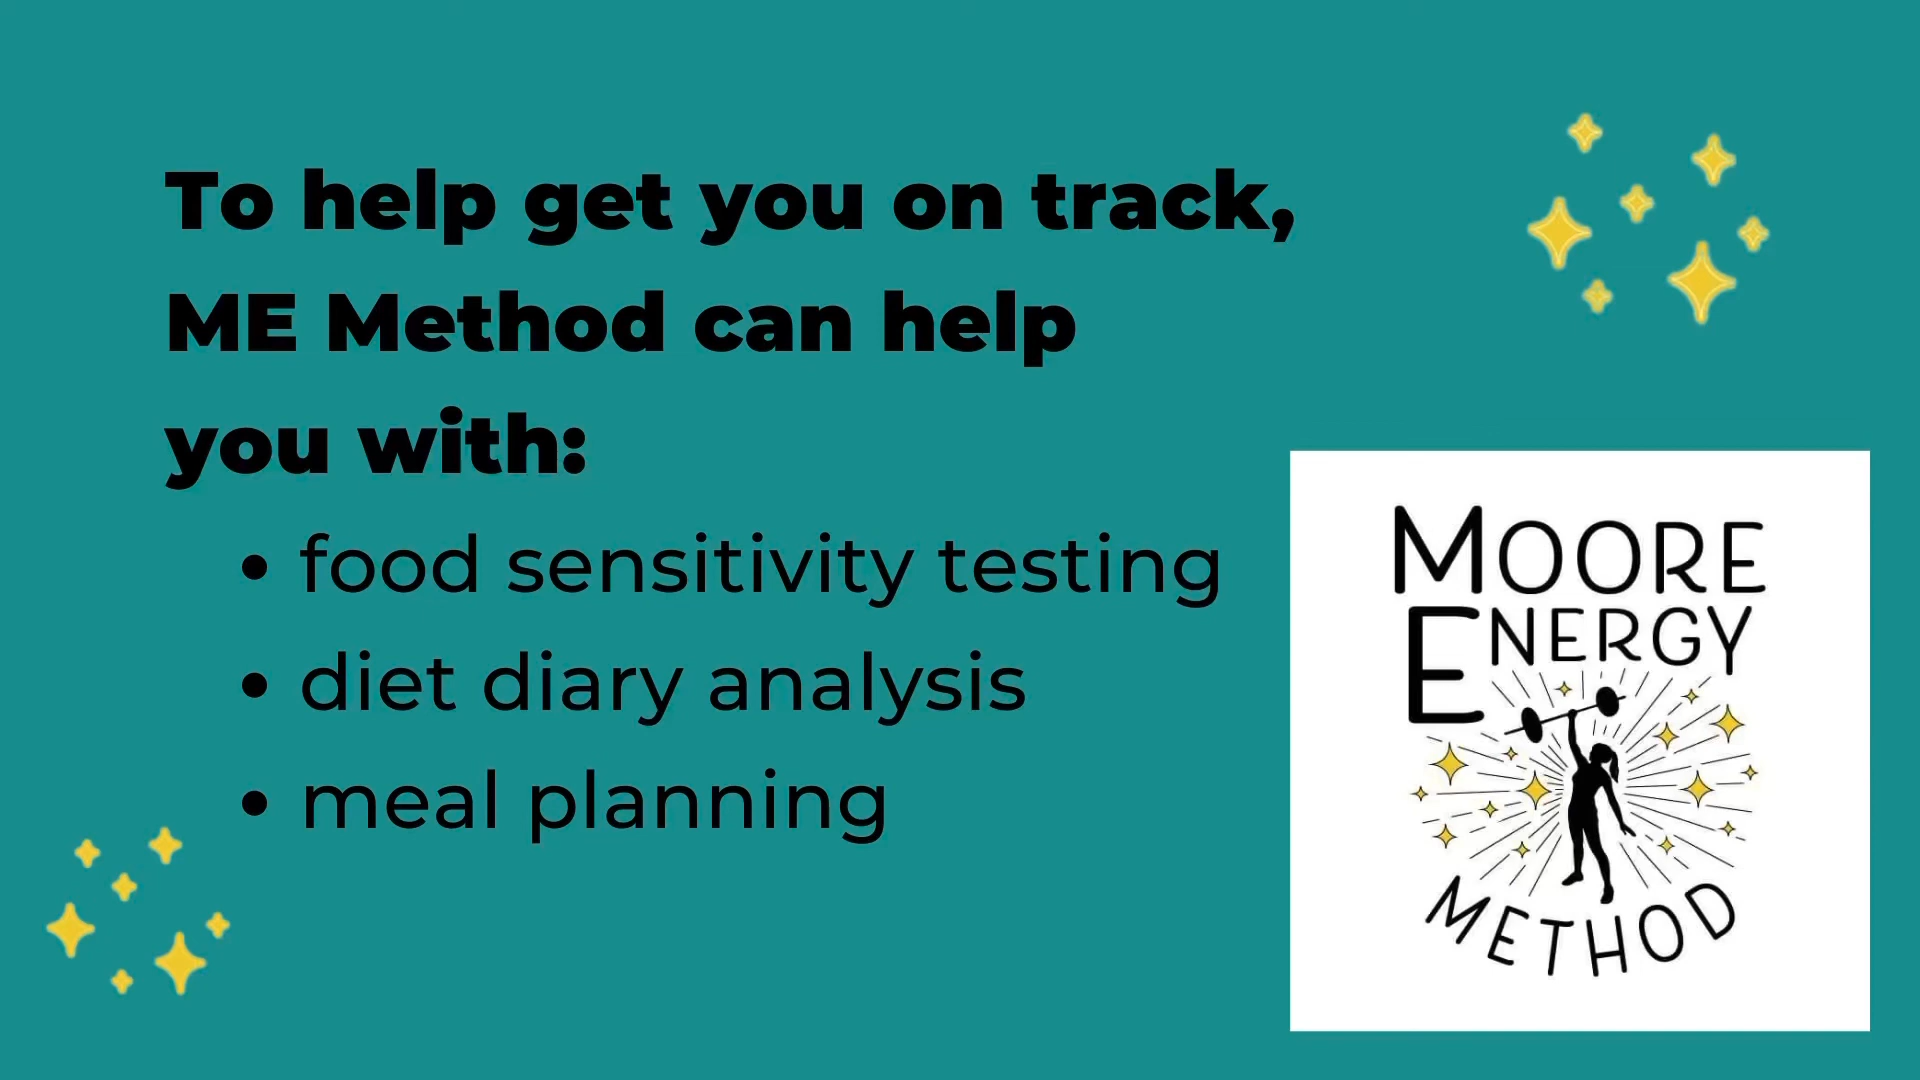 To help get you on track,
ME Method can help
you with:
• food sensitivity testing
• diet diary analysis
• meal planning
MOORE
ENERGY
METHOD